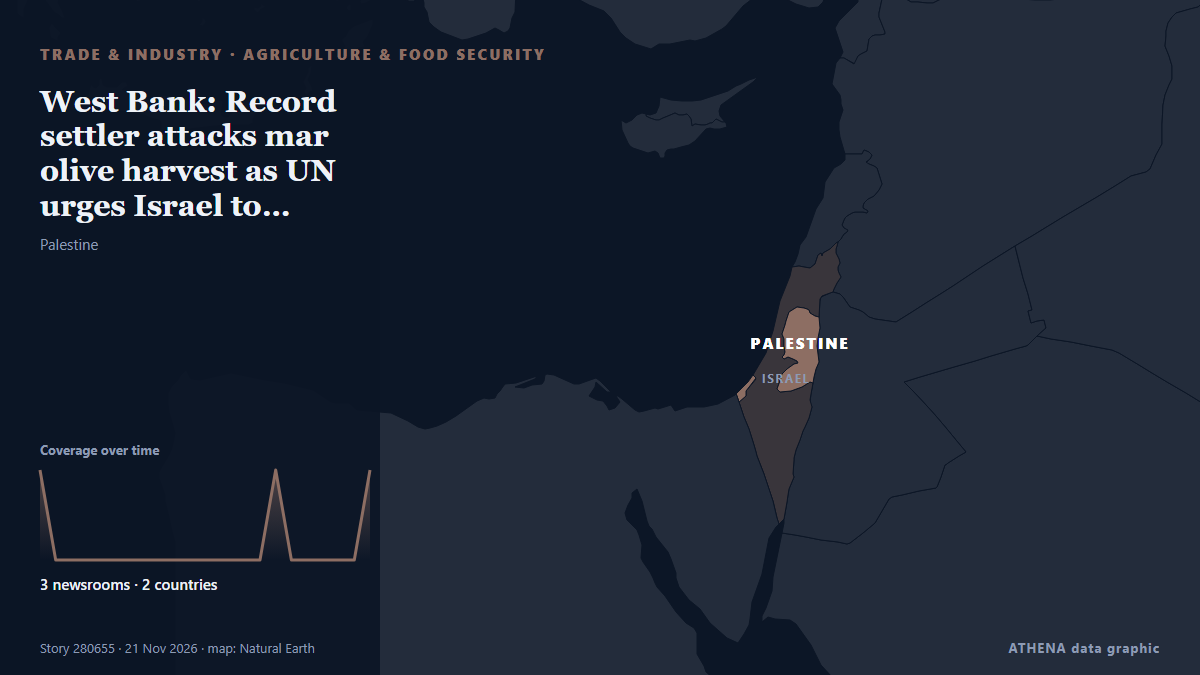 TRADE & INDUSTRY · AGRICULTURE & FOOD SECURITY
West Bank: Record
settler attacks mar
olive harvest as UN
urges Israel to...
Palestine
PALESTINE
ISRAEL
Coverage over time
3 newsrooms · 2 countries
Story 280655 · 21 Nov 2026 · map: Natural Earth
ATHENA data graphic